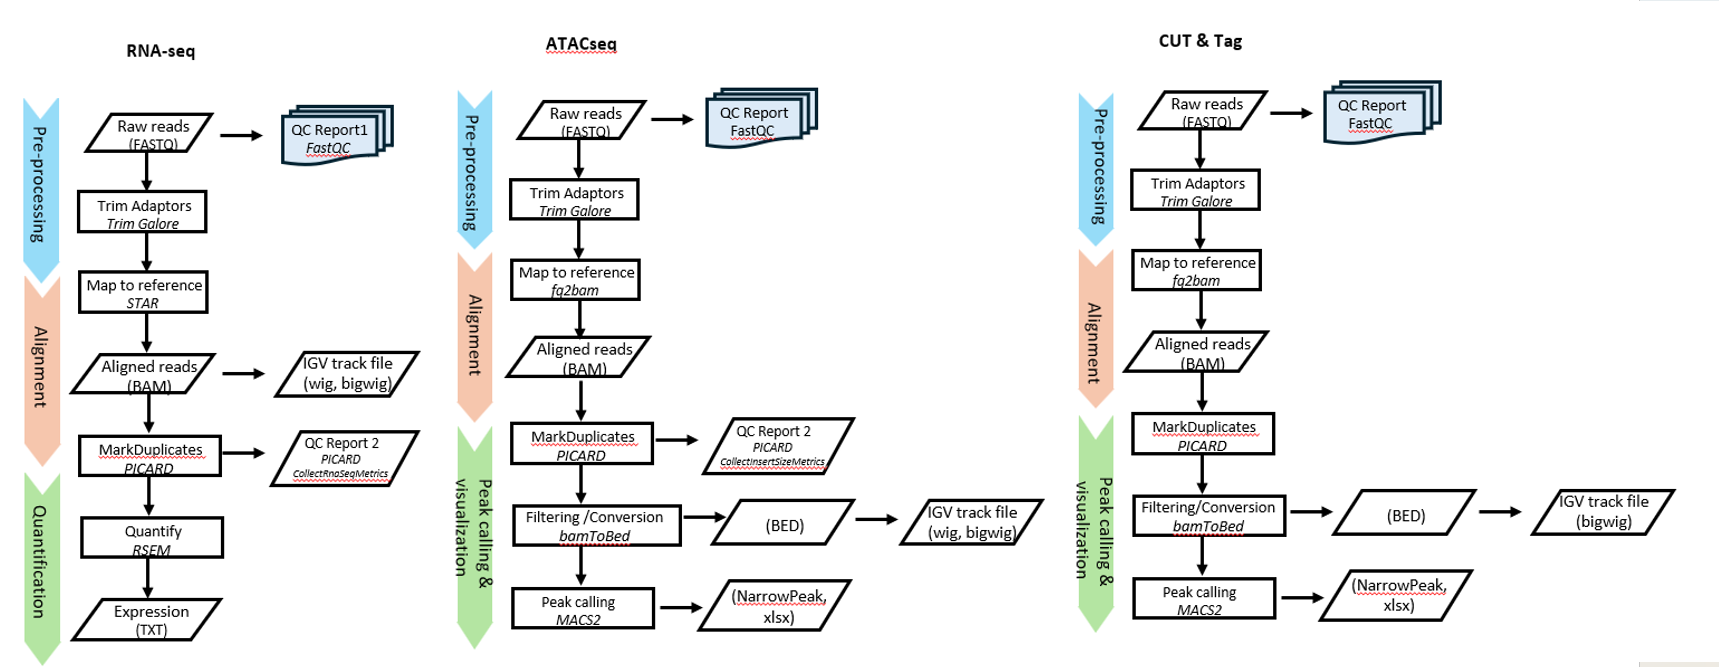 RNA-seq
Pre-processing
Alignment
Quantification
Raw reads
(FASTQ)
QC Report1
FastQC
Trim Adaptors
Trim Galore
Map to reference
STAR
Aligned reads
(BAM)
IGV track file
(wig, bigwig)
MarkDuplicates
PICARD
QC Report 2
PICARD
CollectRnaSeqMetrics
Quantify
RSEM
Expression
(TXT)
ATACseq
Pre-processing
Alignment
Peak calling &
visualization
Raw reads
(FASTQ)
QC Report
FastQC
Trim Adaptors
Trim Galore
Map to reference
fq2bam
Aligned reads
(BAM)
MarkDuplicates
PICARD
QC Report 2
PICARD
CollectInsertSizeMetrics
Filtering /Conversion
bamToBed
(BED)
IGV track file
(wig, bigwig)
Peak calling
MACS2
(NarrowPeak,
xlsx)
CUT & Tag
Pre-processing
Alignment
Peak calling &
visualization
Raw reads
(FASTQ)
QC Report
FastQC
Trim Adaptors
Trim Galore
Map to reference
fq2bam
Aligned reads
(BAM)
MarkDuplicates
PICARD
Filtering/Conversion
bamToBed
(BED)
IGV track file
(bigwig)
Peak calling
MACS2
(NarrowPeak,
xlsx)